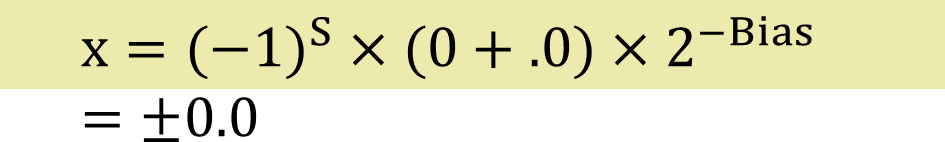 x = (−1)^S × (0 + .0) × 2^−Bias
= ±0.0